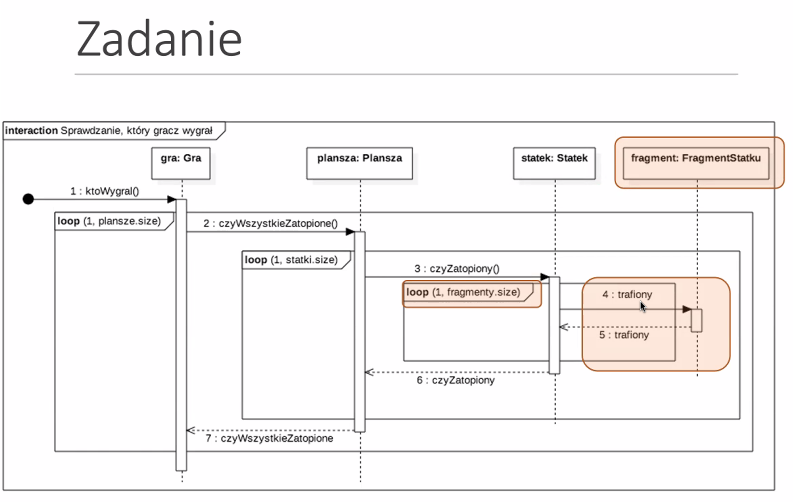 Zadanie
interaction Sprawdzanie, który gracz wygrał
gra: Gra
plansza: Plansza
statek: Statek
fragment: FragmentStatku
1 : ktoWygral()
loop (1, plansze.size)
2 : czyWszystkieZatopione()
loop (1, statki.size)
3 : czyZatopiony()
loop (1, fragmenty.size)
4 : trafiony
5 : trafiony
6 : czyZatopiony
7 : czyWszystkieZatopione